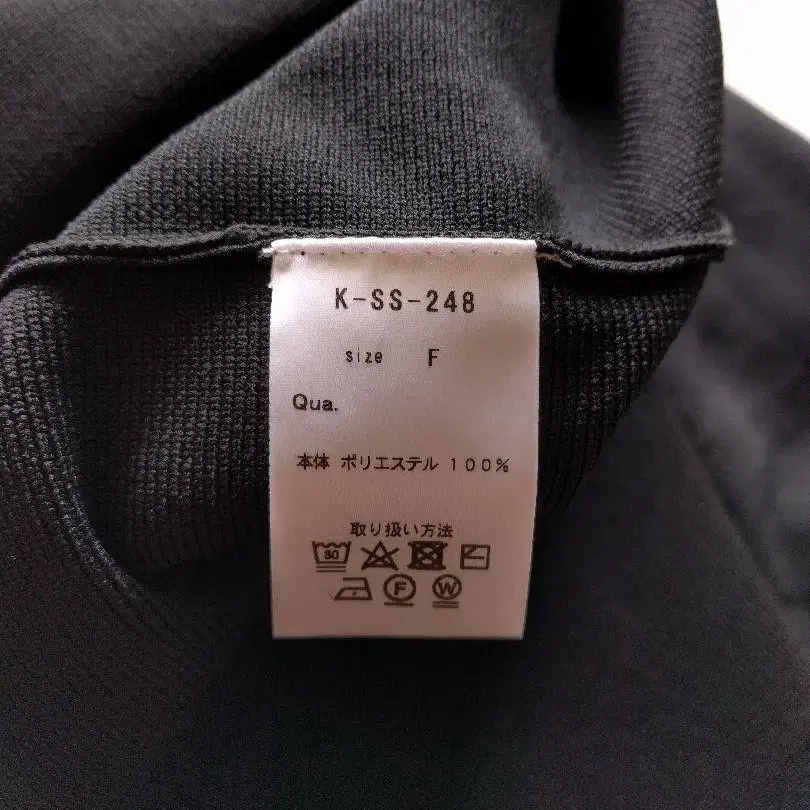 K-SS-248
size F
Qua.
本体 ポリエステル 100%
取り扱い方法
30
F W